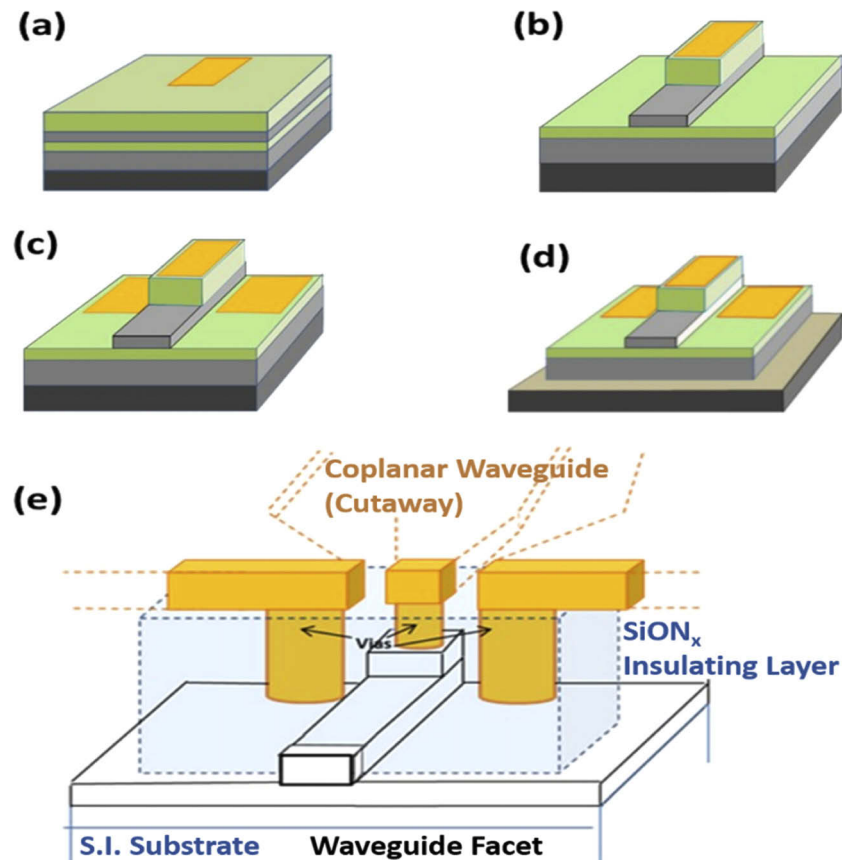 (a)
(b)
(c)
(d)
(e)
Coplanar Waveguide
(Cutaway)
Vias
SiONₓ
Insulating Layer
S.I. Substrate
Waveguide Facet